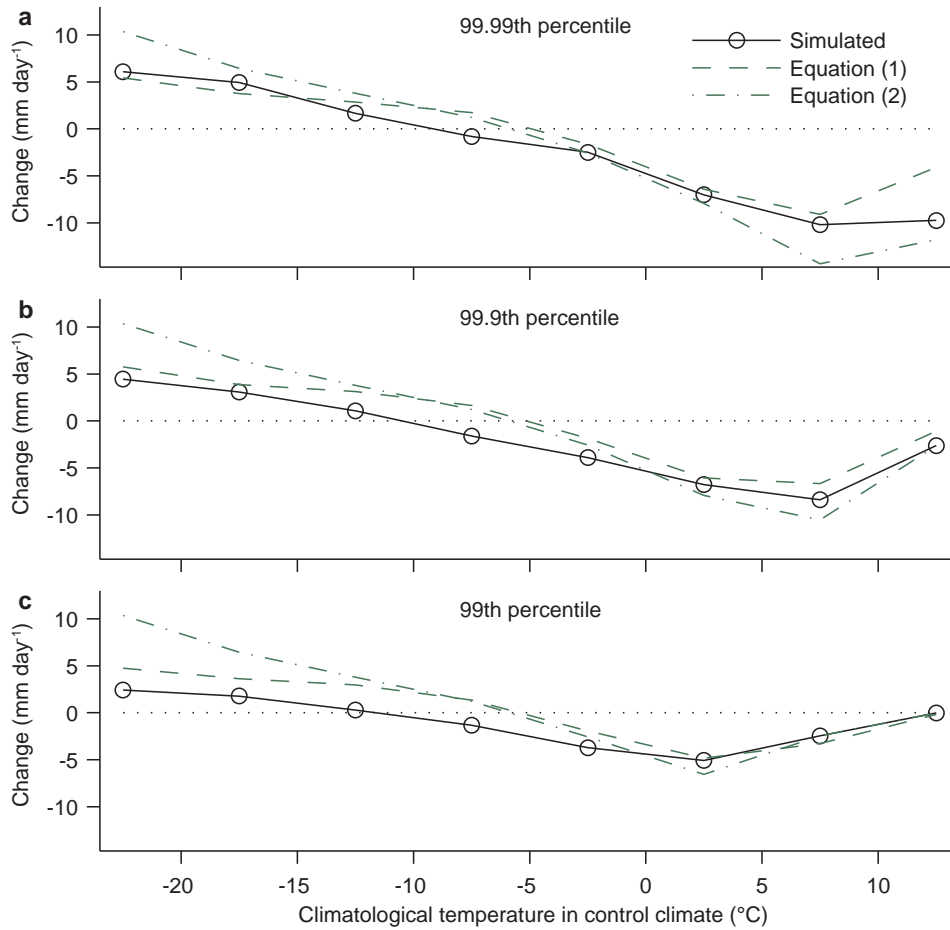 a
99.99th percentile
Simulated
Equation (1)
Equation (2)
Change (mm day-1)
10
5
0
-5
-10
b
99.9th percentile
Change (mm day-1)
10
5
0
-5
-10
c
99th percentile
Change (mm day-1)
10
5
0
-5
-10
-20 -15 -10 -5 0 5 10
Climatological temperature in control climate (°C)